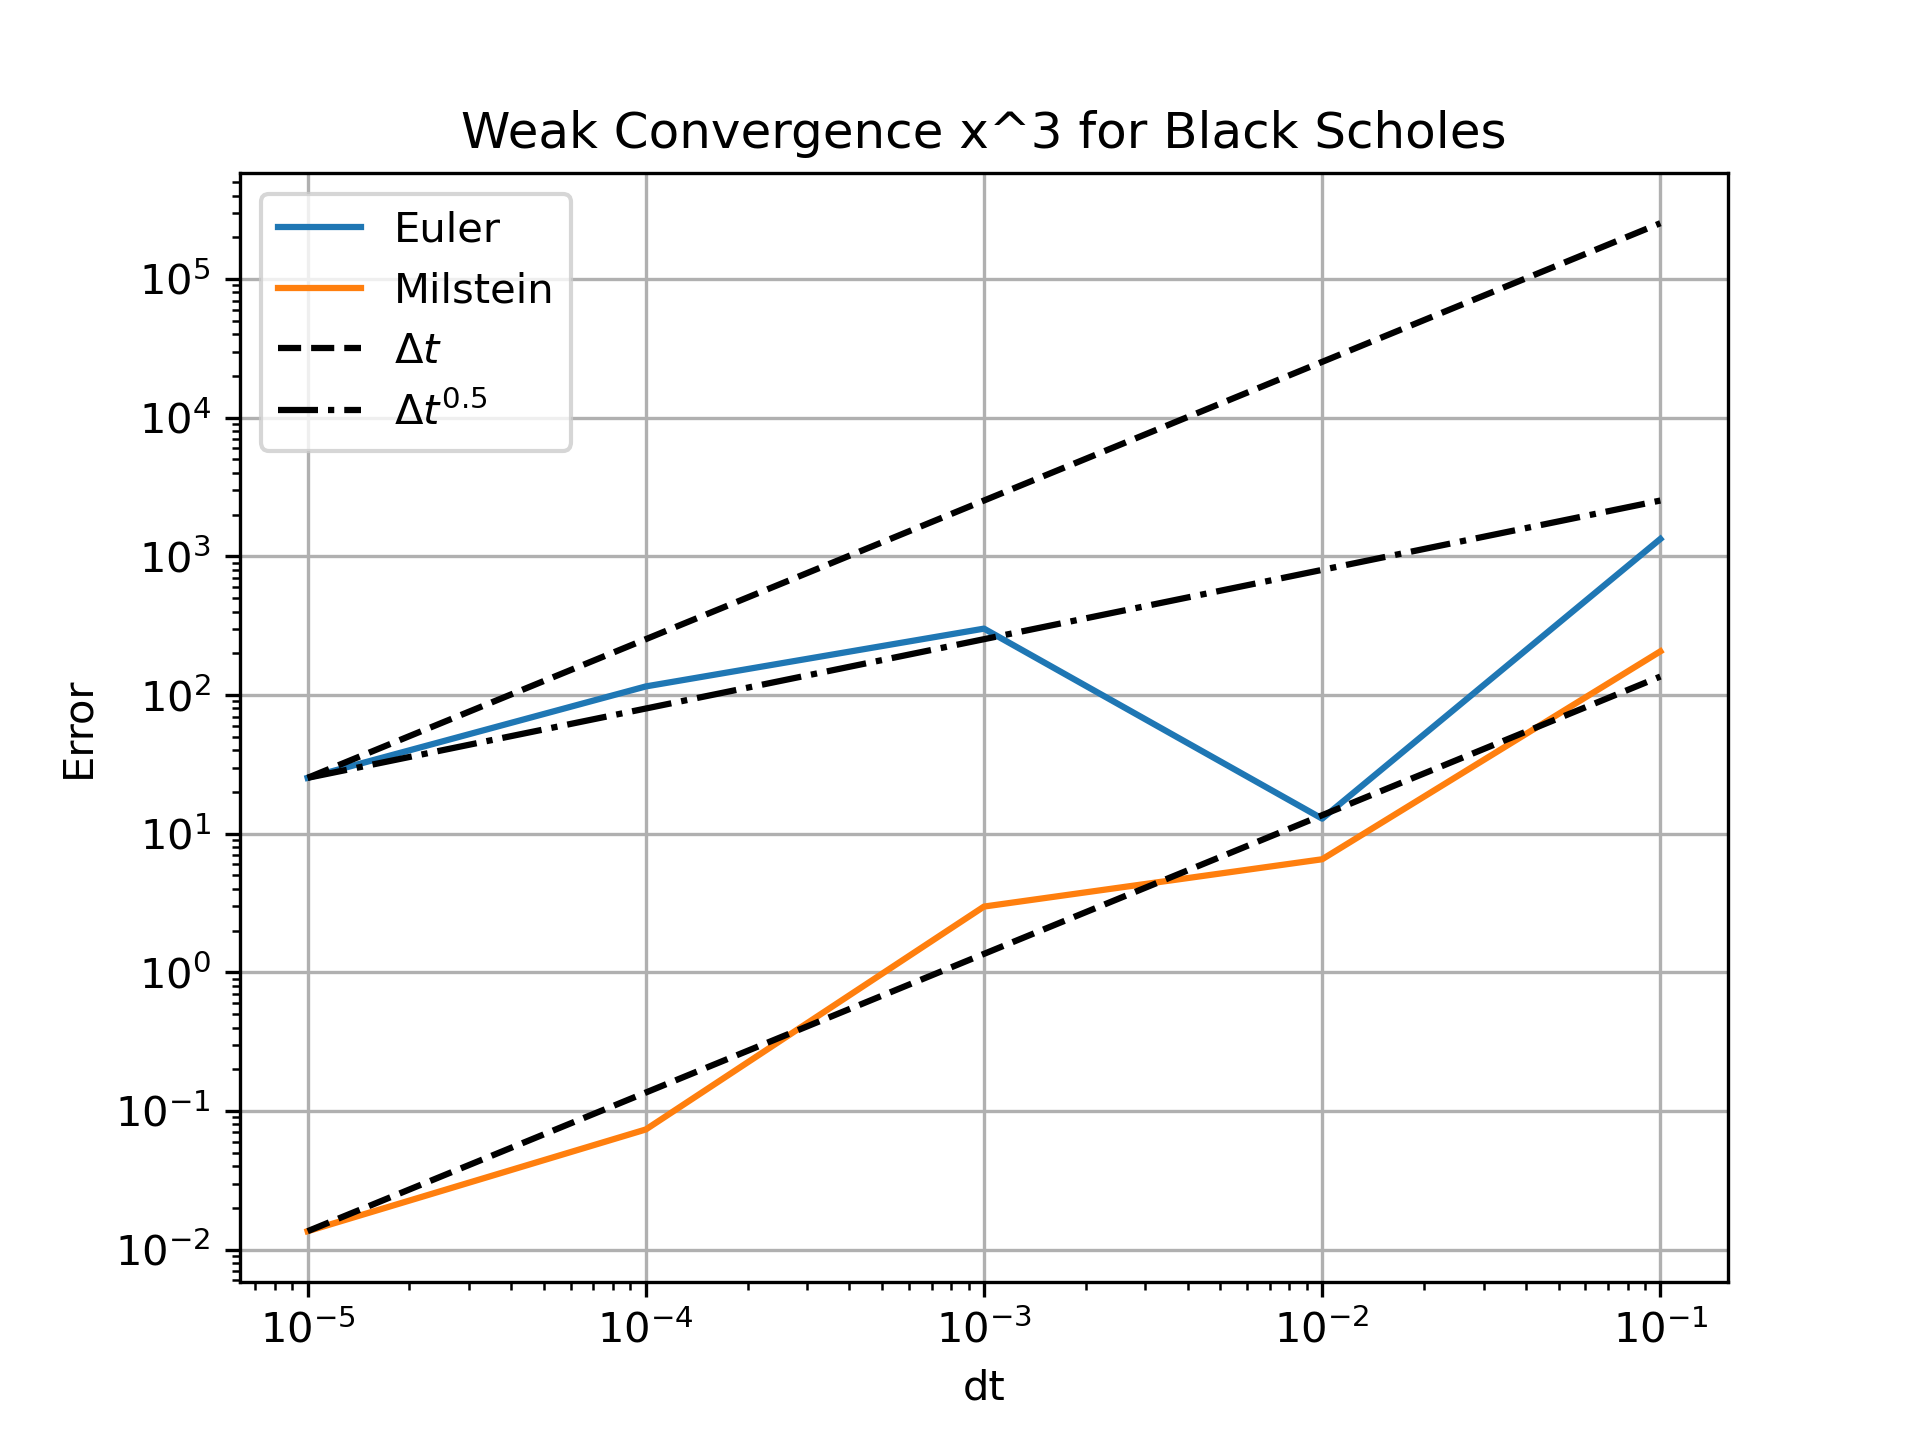 Weak Convergence x^3 for Black Scholes
Euler
Milstein
Δt
Δt^0.5
Error
10^5
10^4
10^3
10^2
10^1
10^0
10^−1
10^−2
10^−5 10^−4 10^−3 10^−2 10^−1
dt